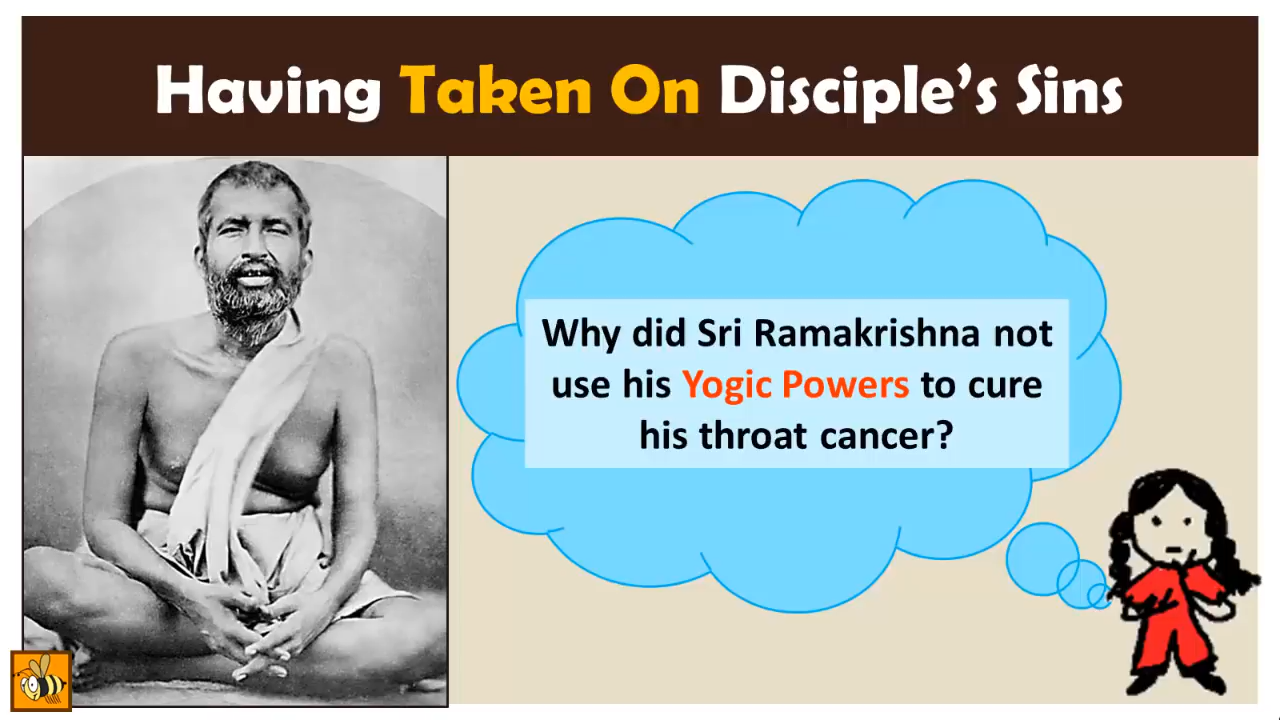 Having Taken On Disciple’s Sins
Why did Sri Ramakrishna not
use his Yogic Powers to cure
his throat cancer?